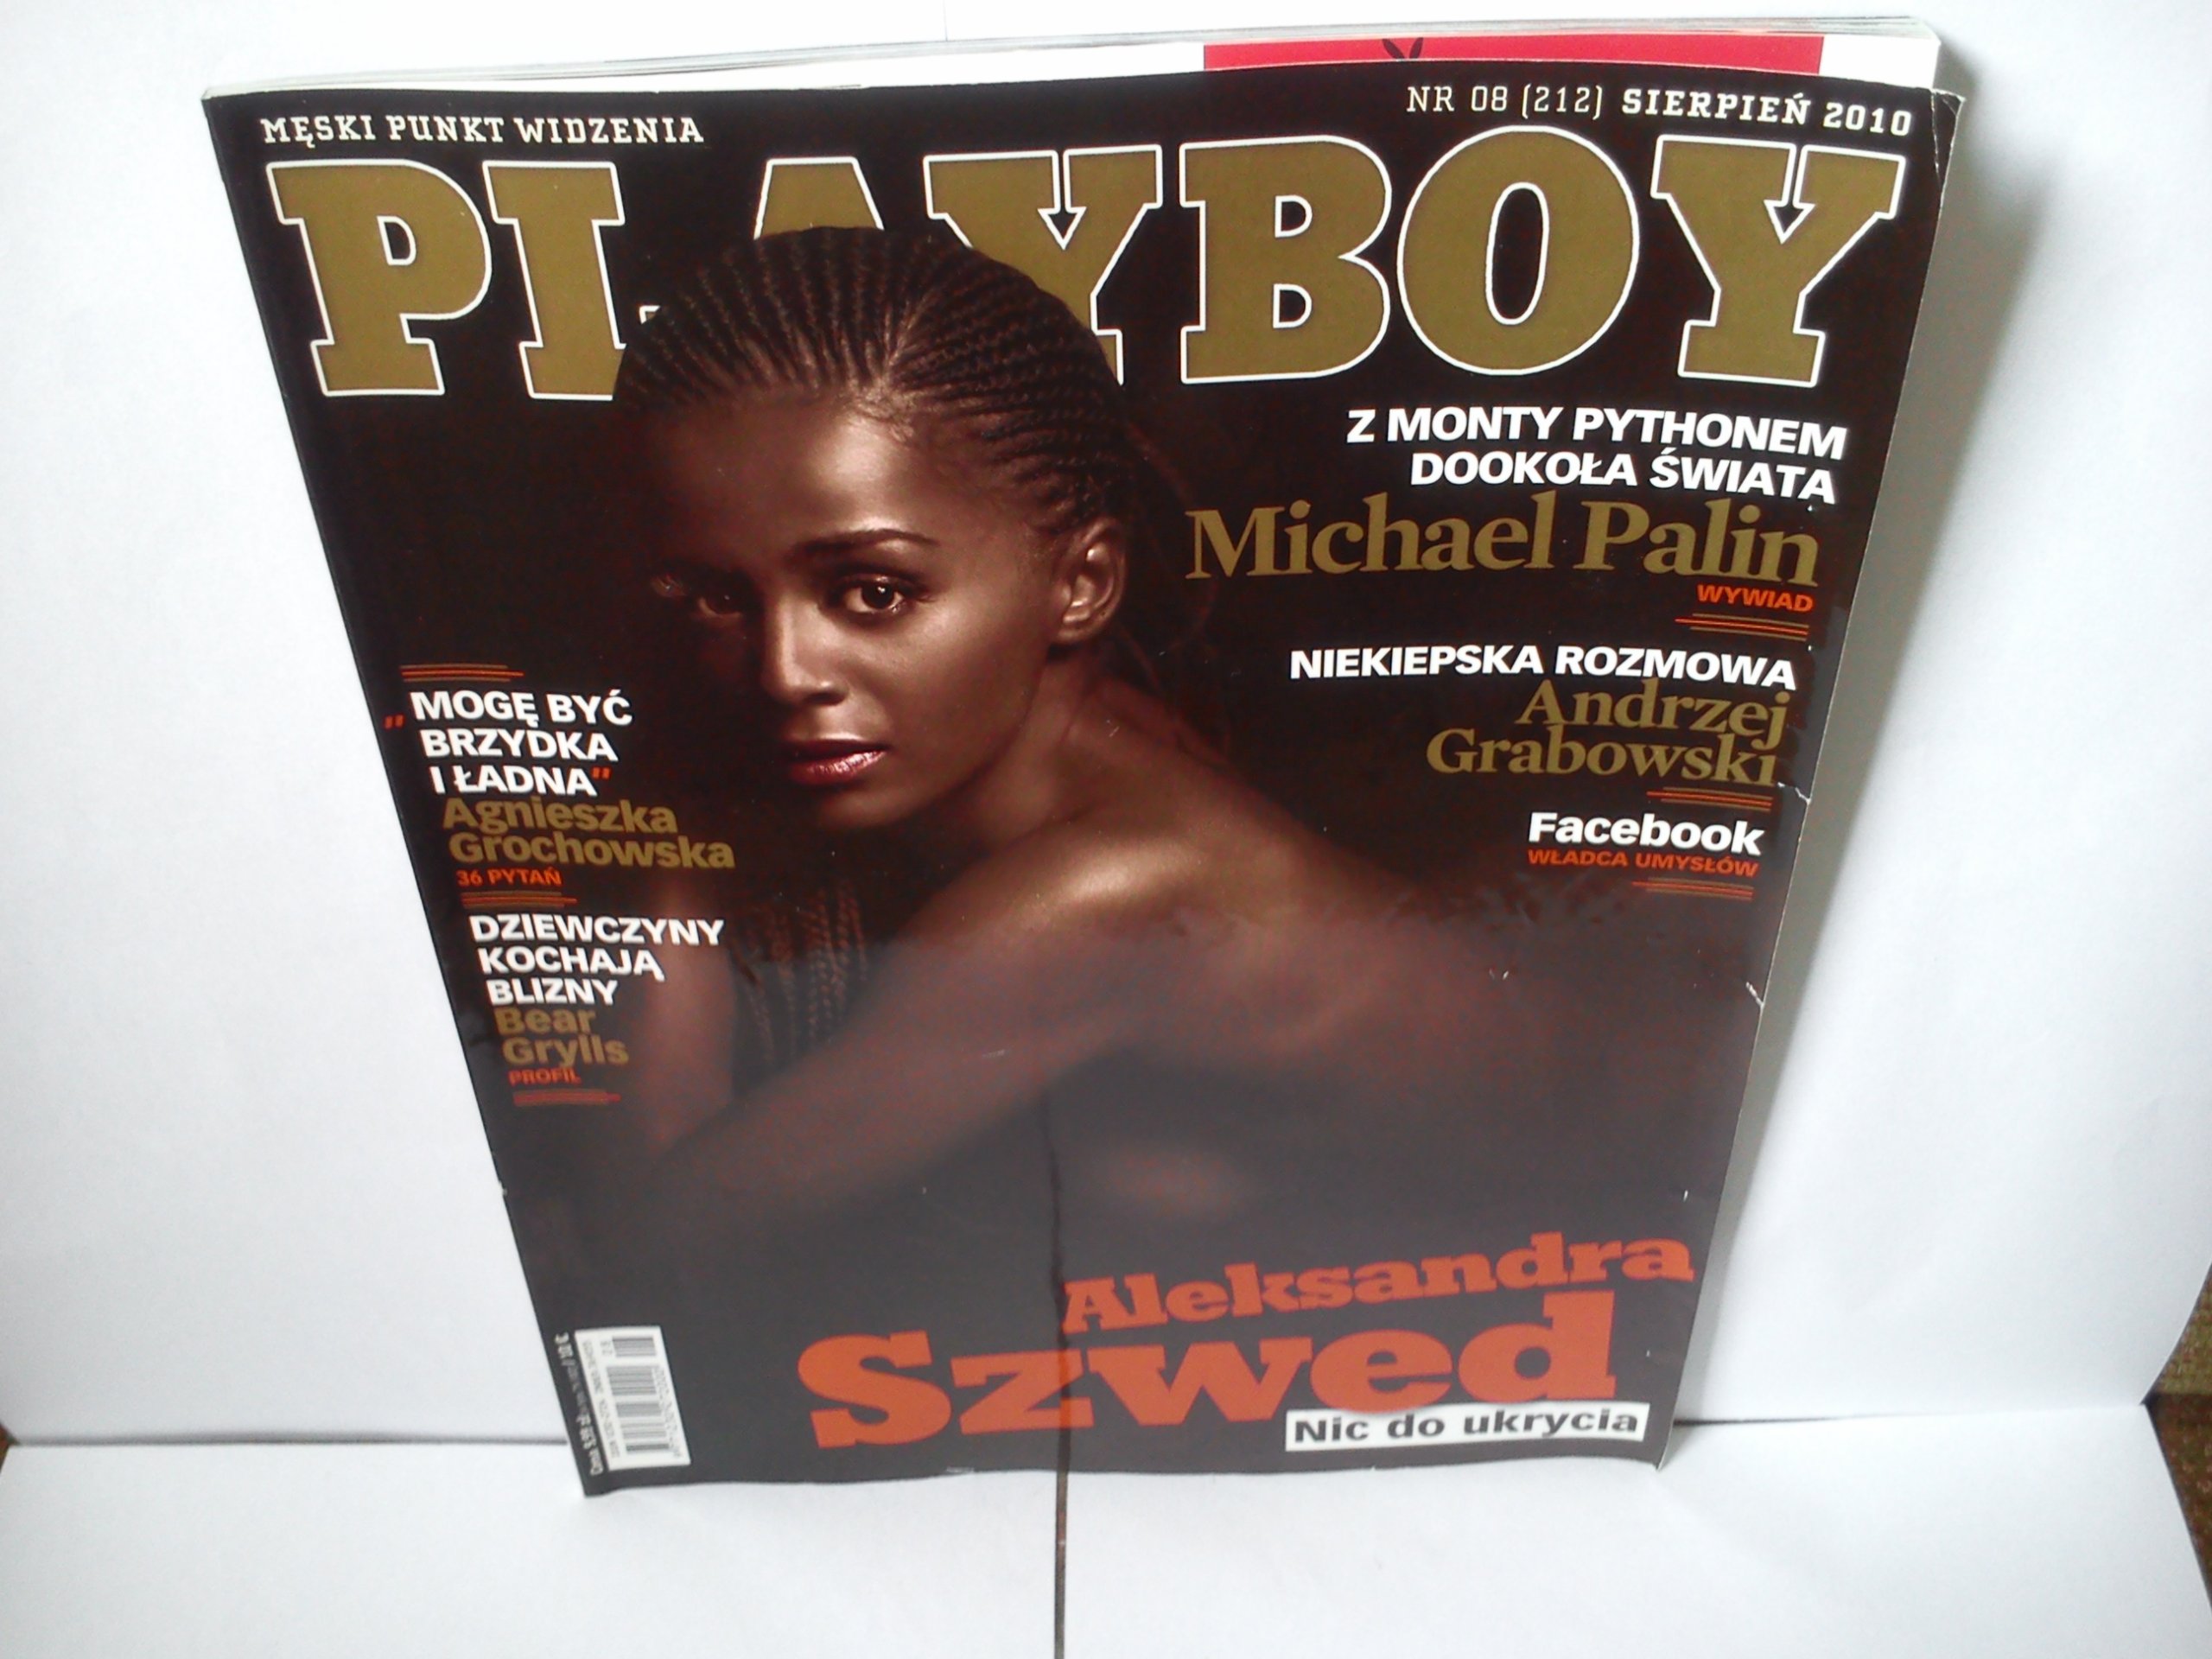 MĘSKI PUNKT WIDZENIA
NR 08 (212) SIERPIEŃ 2010
PLAYBOY
Z MONTY PYTHONEM
DOOKOŁA ŚWIATA
Michael Palin
WYWIAD
NIEKIEPSKA ROZMOWA
Andrzej
Grabowski
Facebook
WŁADCA UMYSŁÓW
„MOGĘ BYĆ
BRZYDKA
I ŁADNA"
Agnieszka
Grochowska
36 PYTAŃ
DZIEWCZYNY
KOCHAJĄ
BLIZNY
Bear
Grylls
PROFIL
Aleksandra
Szwed
Nic do ukrycia